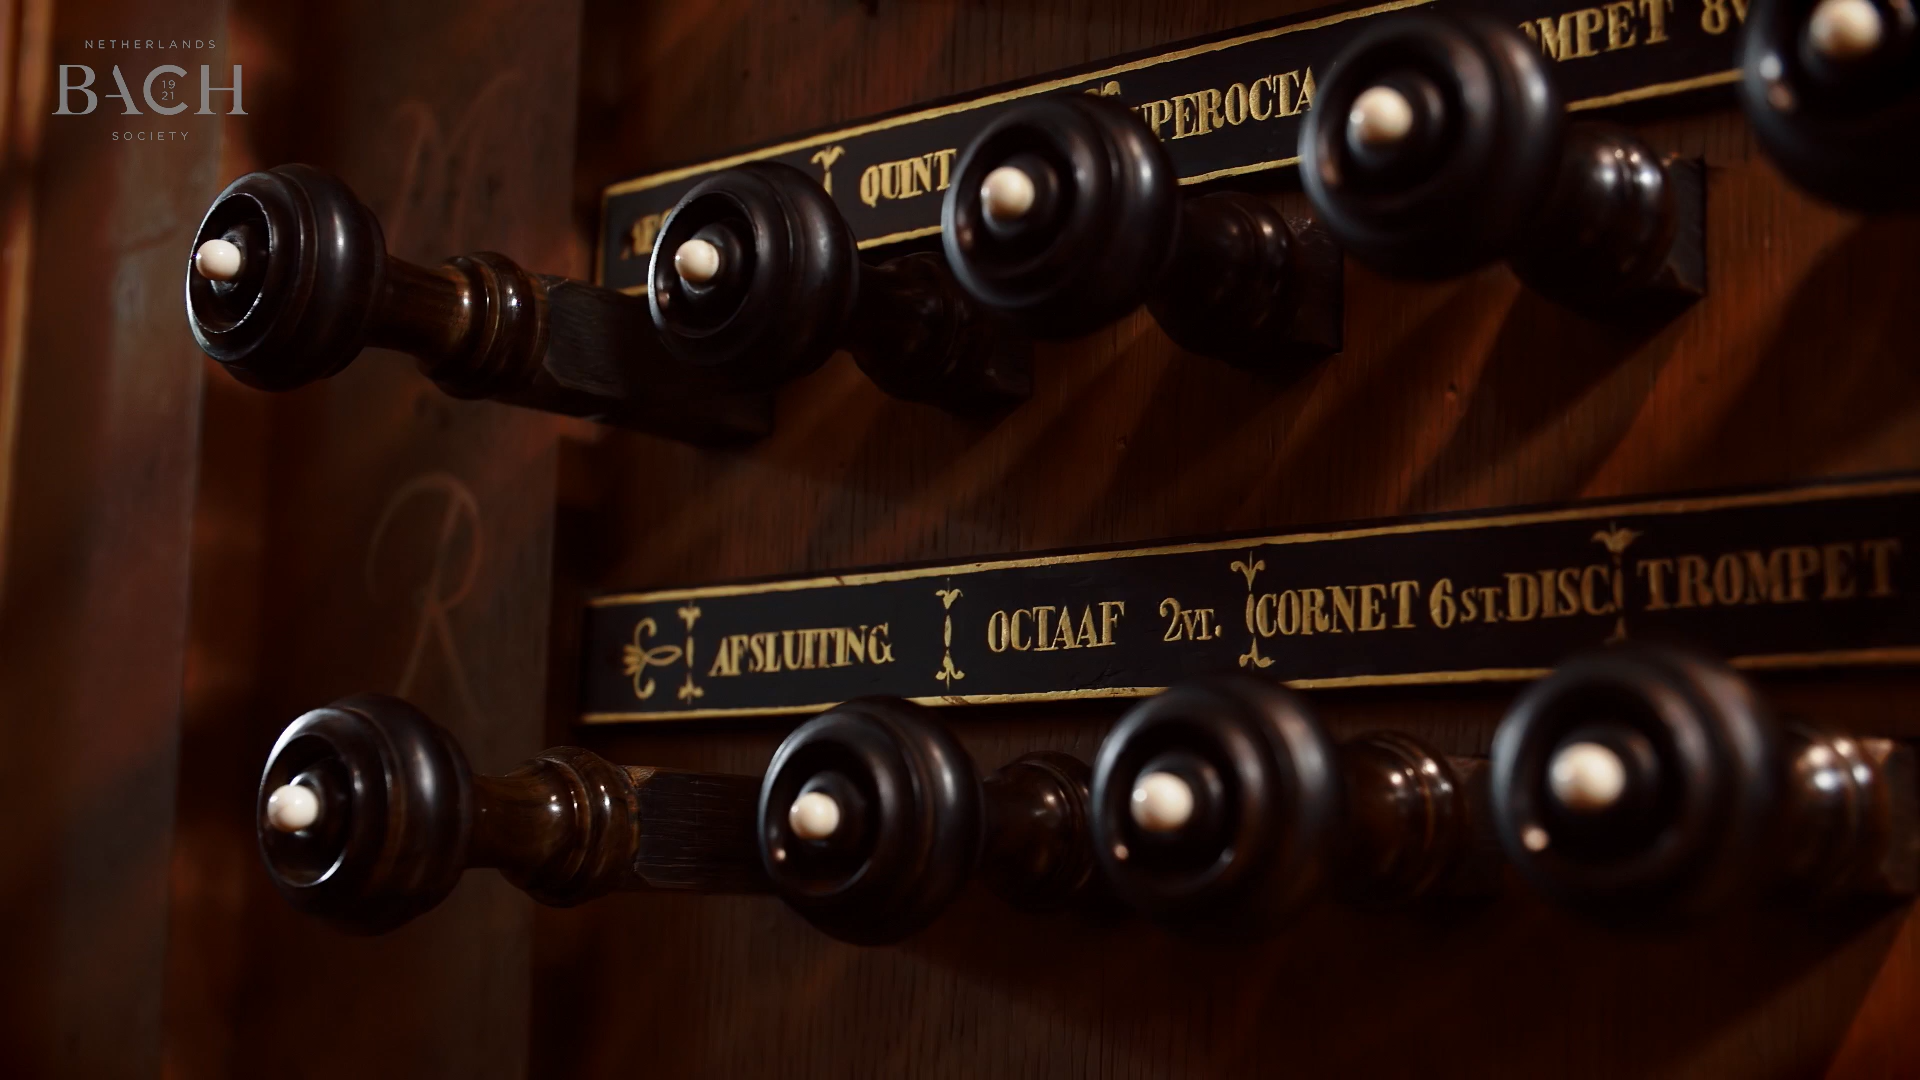 NETHERLANDS
BACH
19
21
SOCIETY
QUINT
TROMPET 8V
AFSLUITING OCTAAF 2VT. CORNET 6 ST. DISC. TROMPET
M
R